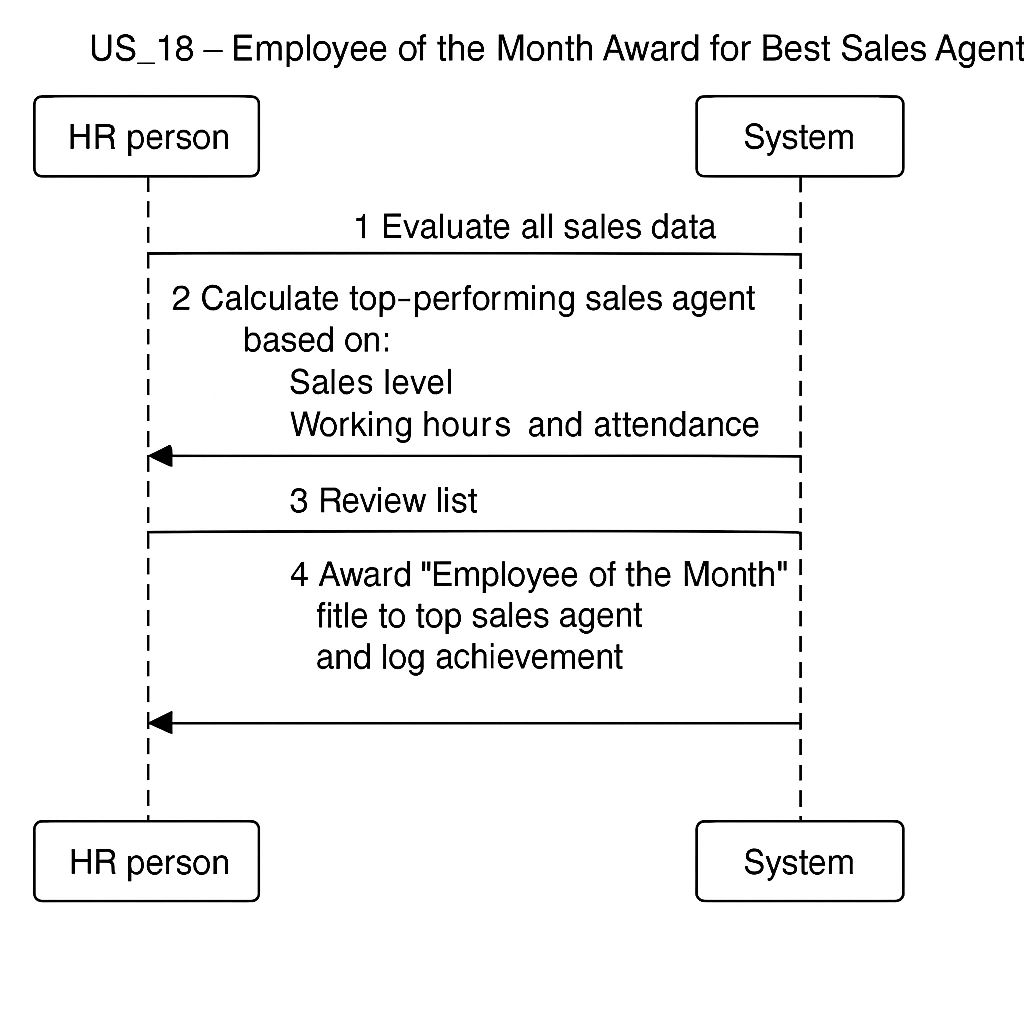 US_18 – Employee of the Month Award for Best Sales Agent
HR person
System
1 Evaluate all sales data
2 Calculate top-performing sales agent
based on:
Sales level
Working hours and attendance
3 Review list
4 Award "Employee of the Month"
fitle to top sales agent
and log achievement
HR person
System